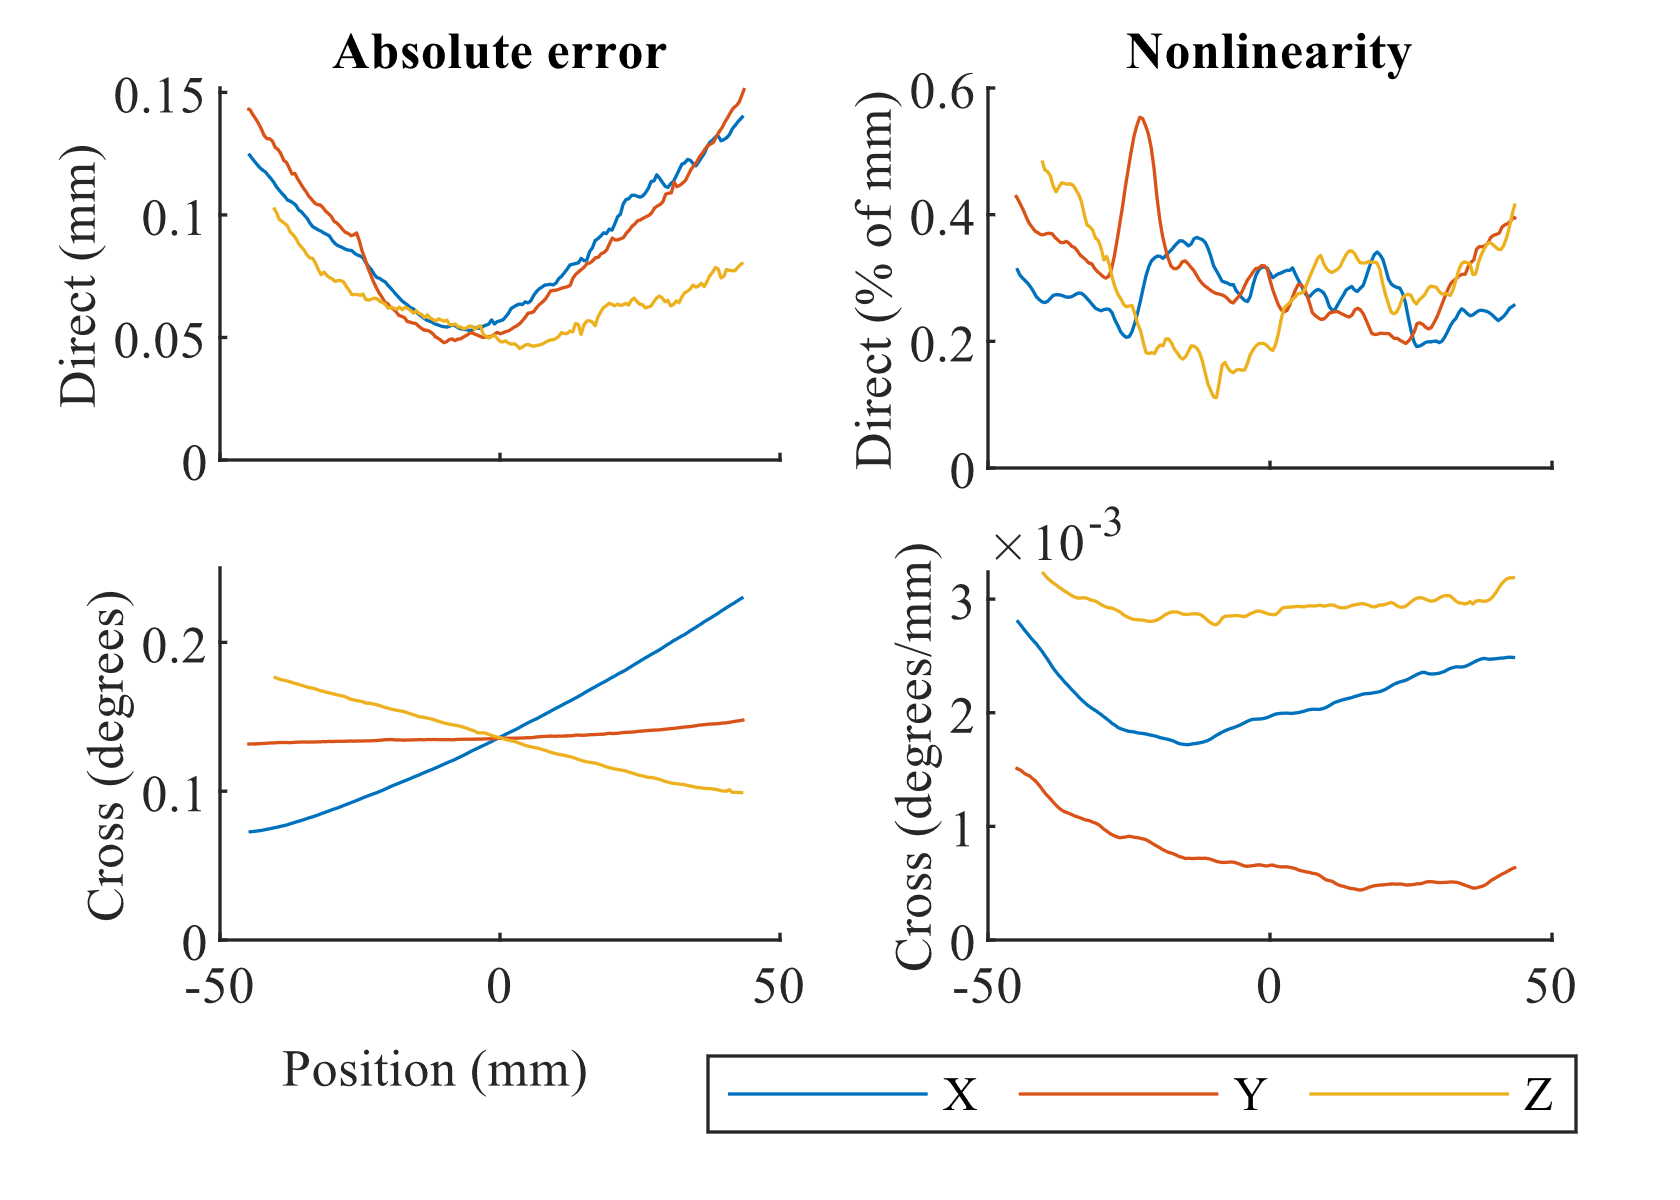 Absolute error
Nonlinearity
0.15
0.1
0.05
0
Direct (mm)
0.6
0.4
0.2
0
Direct (% of mm)
0.2
0.1
0
Cross (degrees)
-50
0
50
×10-3
3
2
1
0
Cross (degrees/mm)
-50
0
50
Position (mm)
X
Y
Z